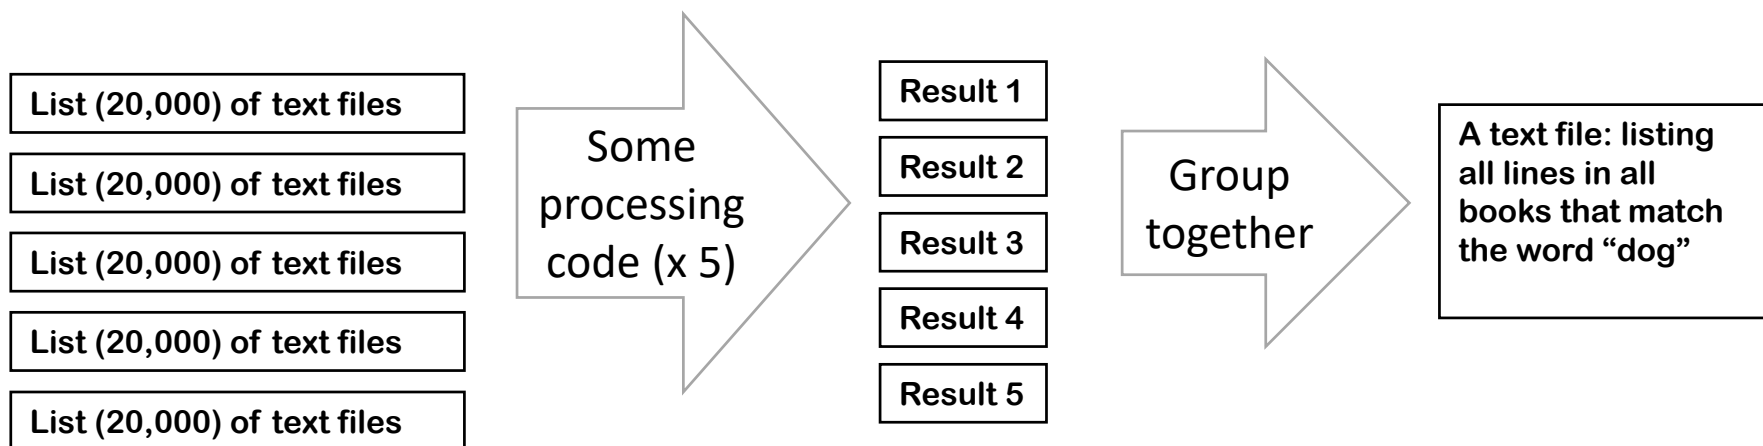 List (20,000) of text files
List (20,000) of text files
List (20,000) of text files
List (20,000) of text files
List (20,000) of text files
Some
processing
code (x 5)
Result 1
Result 2
Result 3
Result 4
Result 5
Group
together
A text file: listing
all lines in all
books that match
the word “dog”